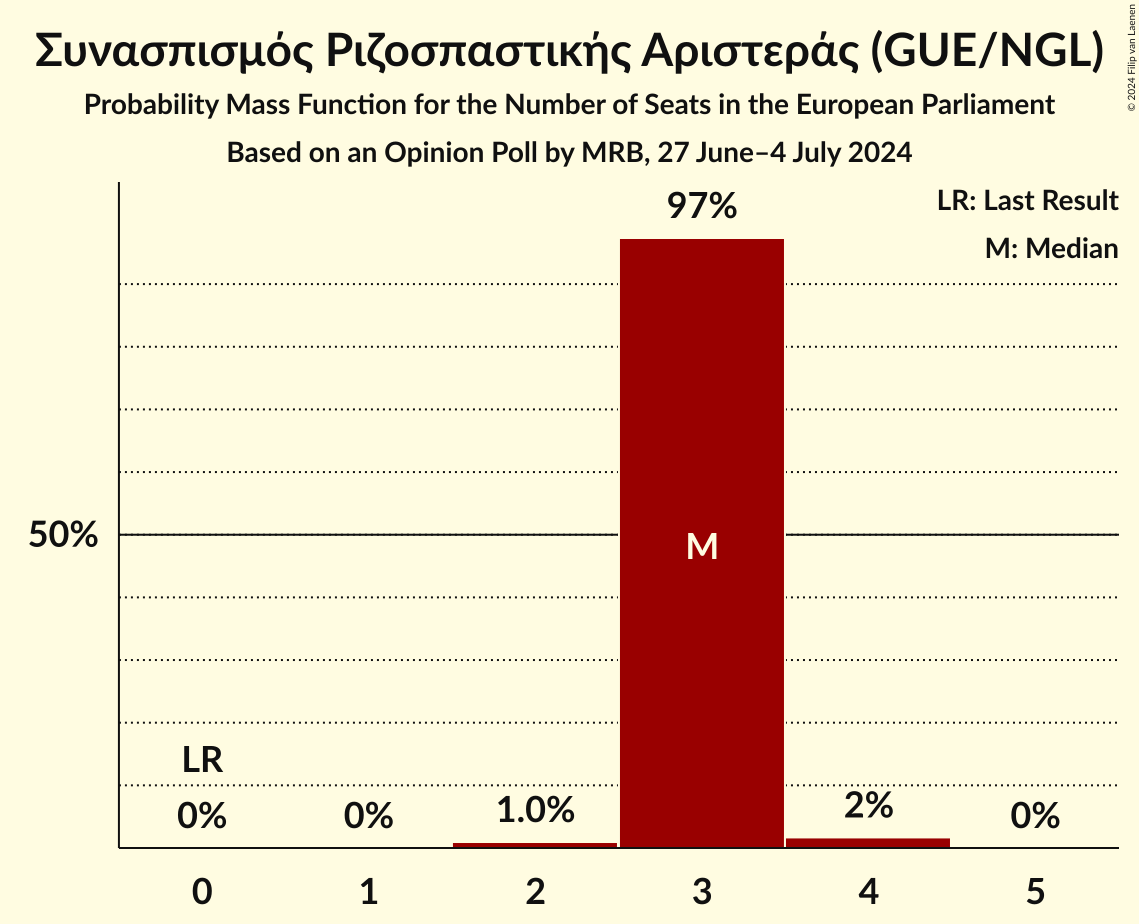 Συνασπισμός Ριζοσπαστικής Αριστεράς (GUE/NGL)
Probability Mass Function for the Number of Seats in the European Parliament
Based on an Opinion Poll by MRB, 27 June–4 July 2024
© 2024 Filip van Laenen
LR: Last Result
M: Median
97%
50%
M
LR
0%
0%
1.0%
2%
0%
0
1
2
3
4
5